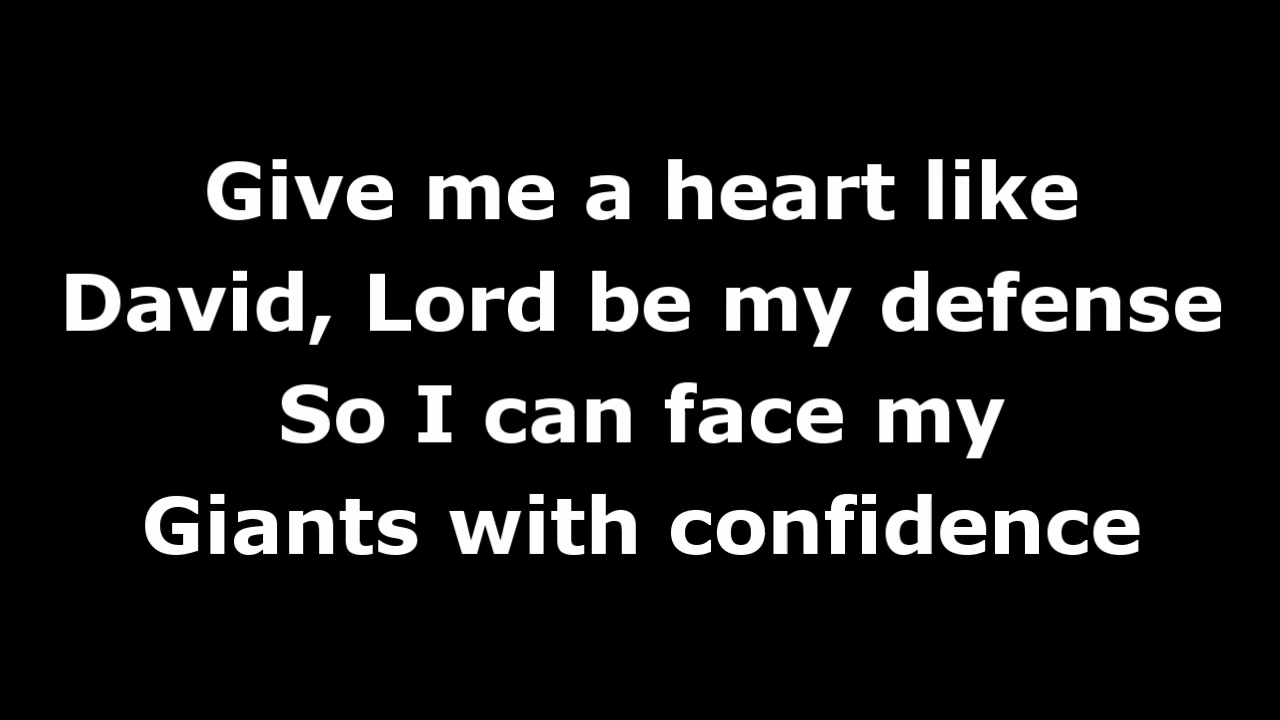 Give me a heart like
David, Lord be my defense
So I can face my
Giants with confidence